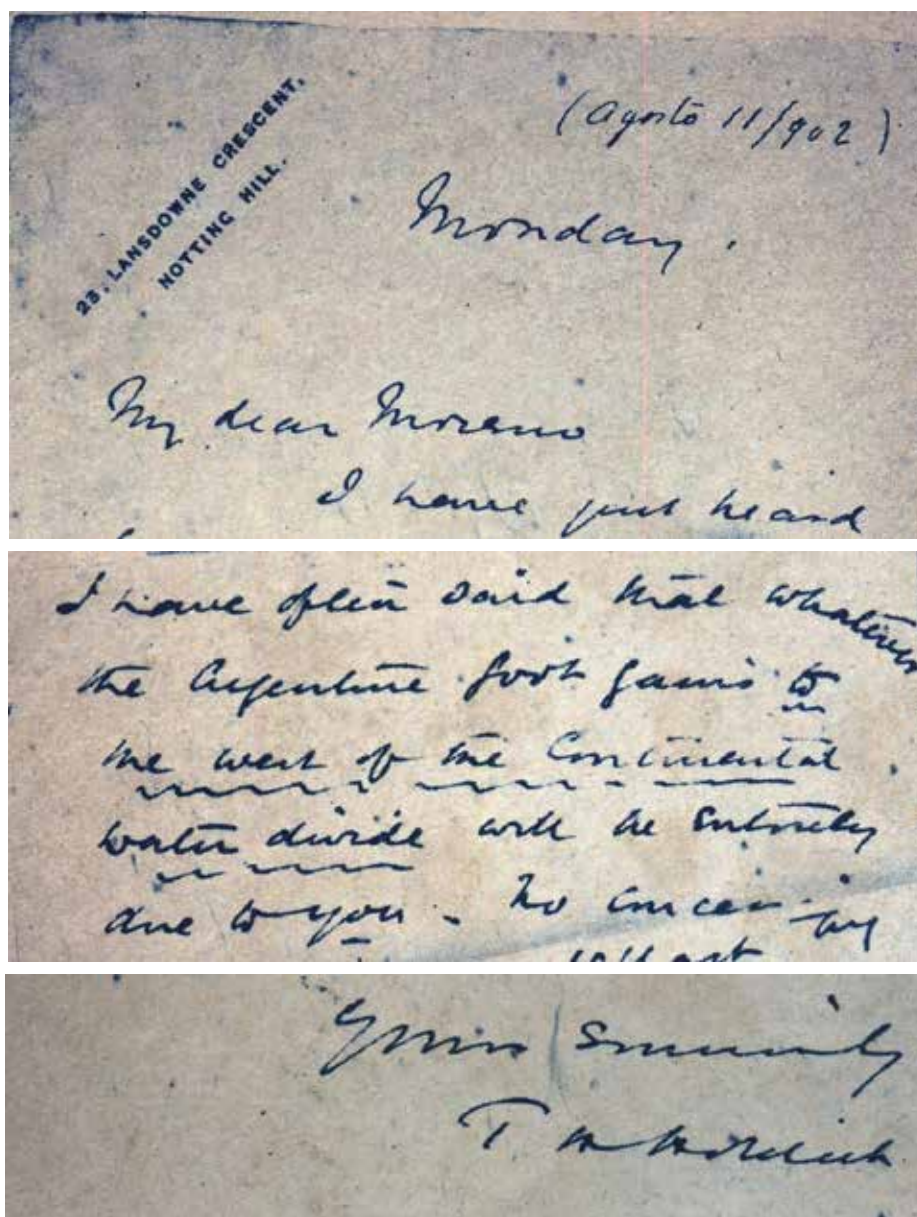 23, LANSDOWNE CRESCENT,
NOTTING HILL.
(Agosto 11/902)
Monday.
My dear Moreno
I have just heard
I have often said that whatever
the Argentine Govt gains to
the west of the Continental
water divide will be entirely
due to you. No
Yours sincerely
T. H. Holdich